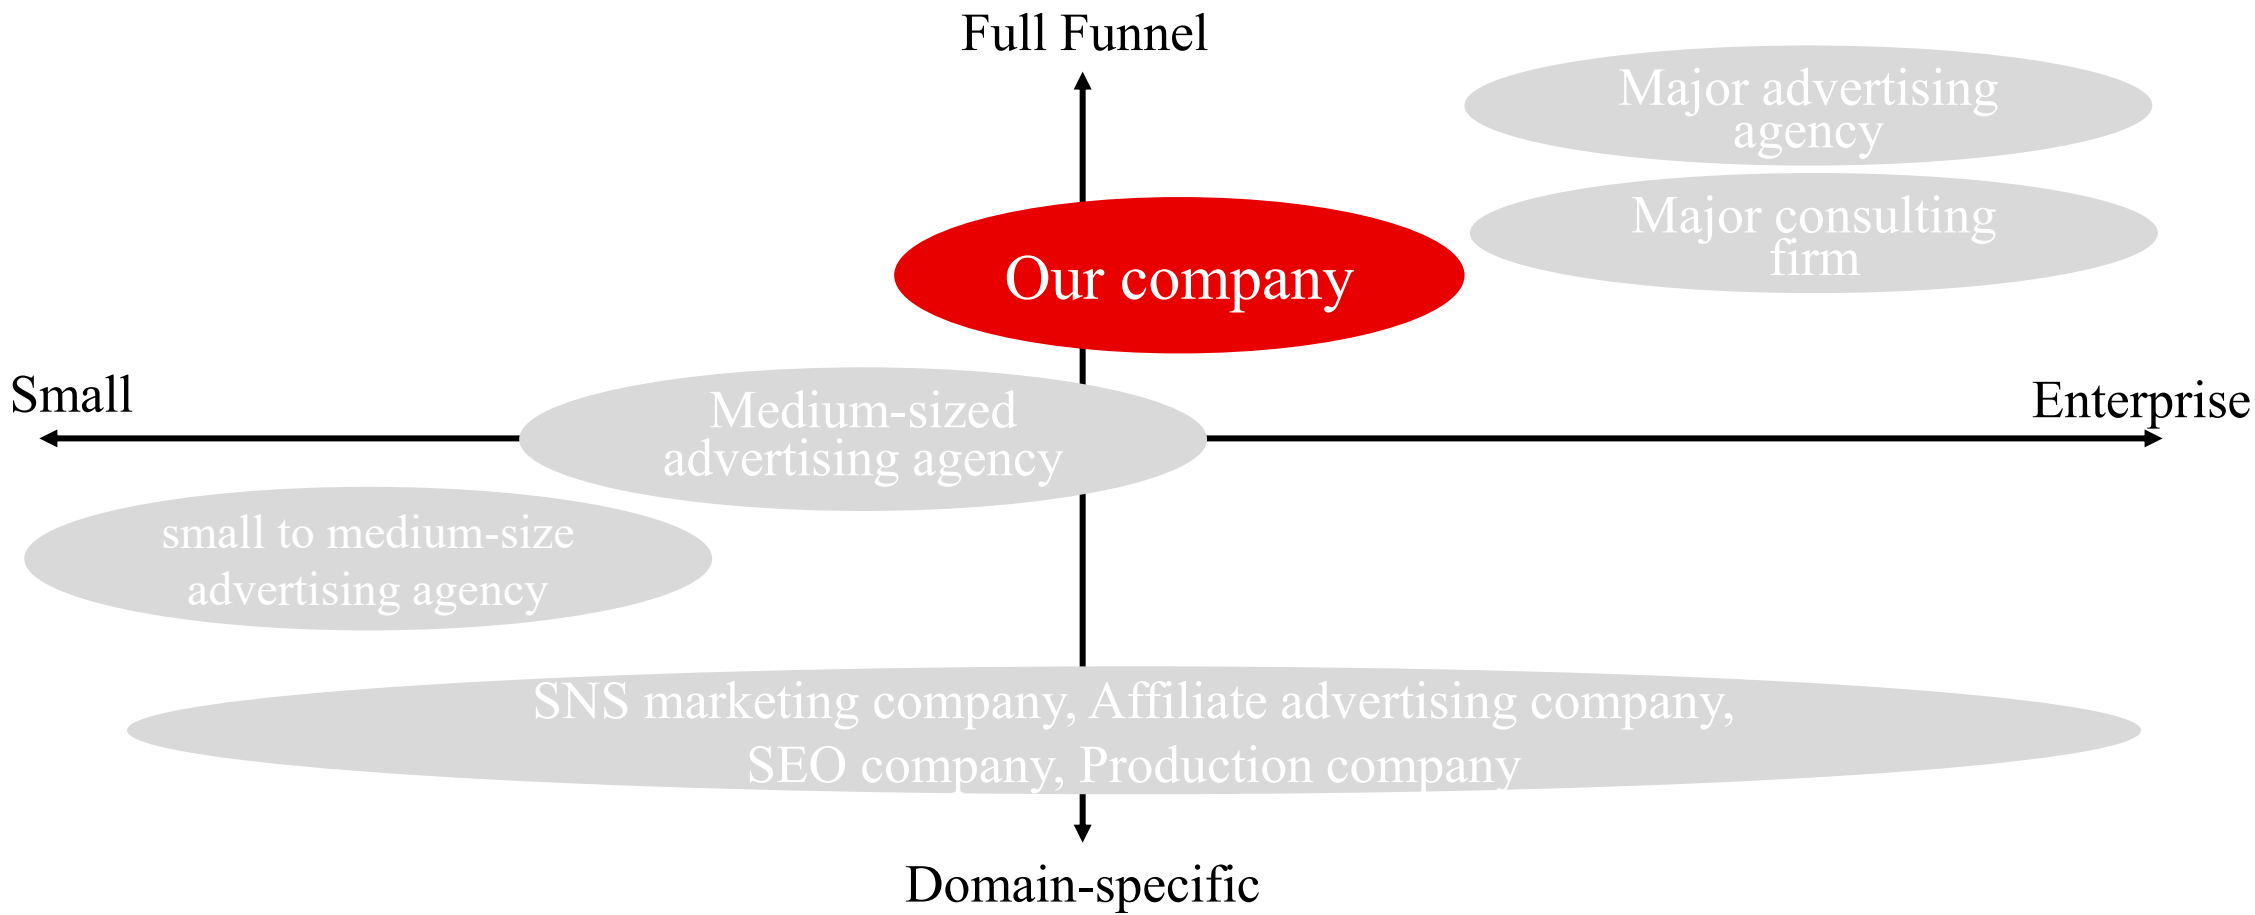 Full Funnel
Major advertising
agency
Major consulting
firm
Our company
Small
Enterprise
Medium-sized
advertising agency
small to medium-size
advertising agency
SNS marketing company, Affiliate advertising company,
SEO company, Production company
Domain-specific